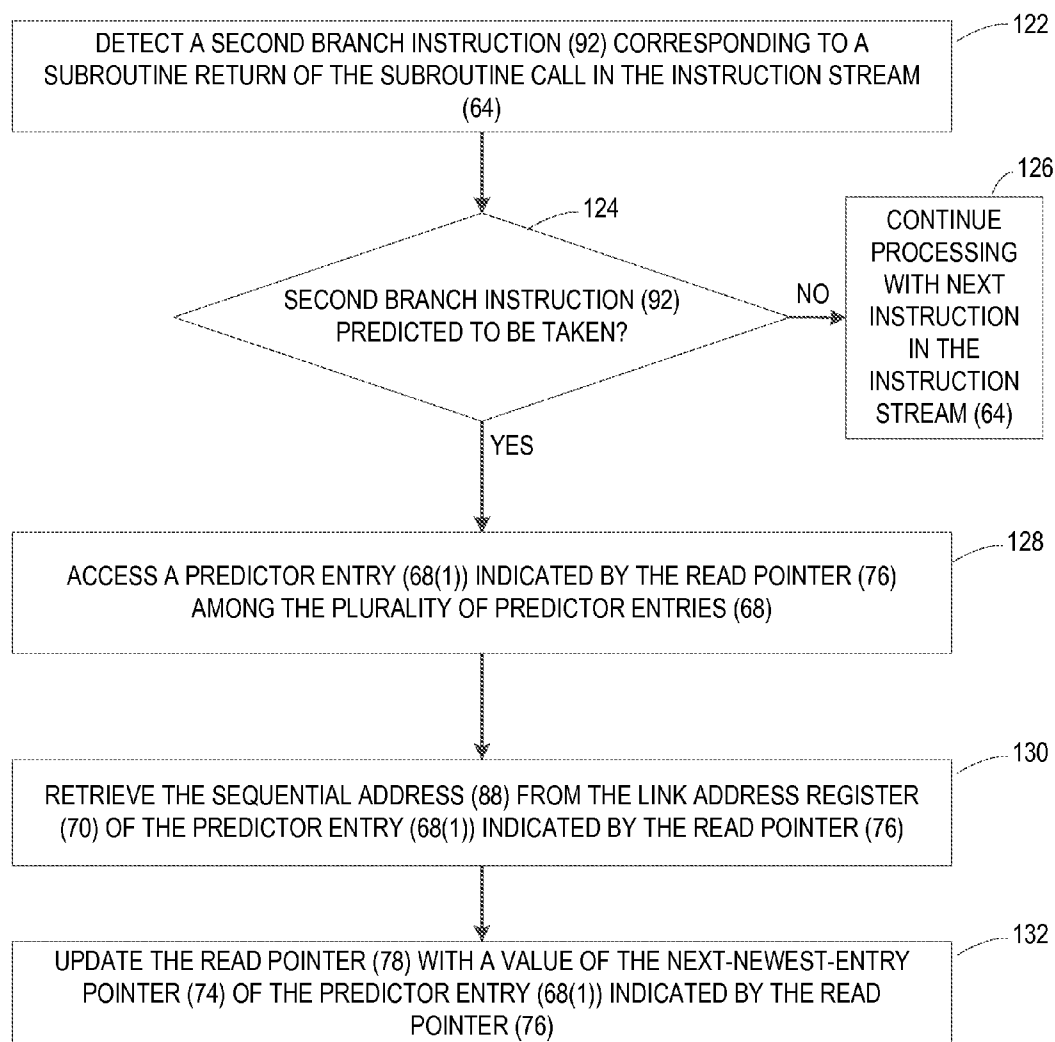 DETECT A SECOND BRANCH INSTRUCTION (92) CORRESPONDING TO A
SUBROUTINE RETURN OF THE SUBROUTINE CALL IN THE INSTRUCTION STREAM
(64)
122
124
SECOND BRANCH INSTRUCTION (92)
PREDICTED TO BE TAKEN?
NO
126
CONTINUE
PROCESSING
WITH NEXT
INSTRUCTION
IN THE
INSTRUCTION
STREAM (64)
YES
128
ACCESS A PREDICTOR ENTRY (68(1)) INDICATED BY THE READ POINTER (76)
AMONG THE PLURALITY OF PREDICTOR ENTRIES (68)
130
RETRIEVE THE SEQUENTIAL ADDRESS (88) FROM THE LINK ADDRESS REGISTER
(70) OF THE PREDICTOR ENTRY (68(1)) INDICATED BY THE READ POINTER (76)
132
UPDATE THE READ POINTER (78) WITH A VALUE OF THE NEXT-NEWEST-ENTRY
POINTER (74) OF THE PREDICTOR ENTRY (68(1)) INDICATED BY THE READ
POINTER (76)